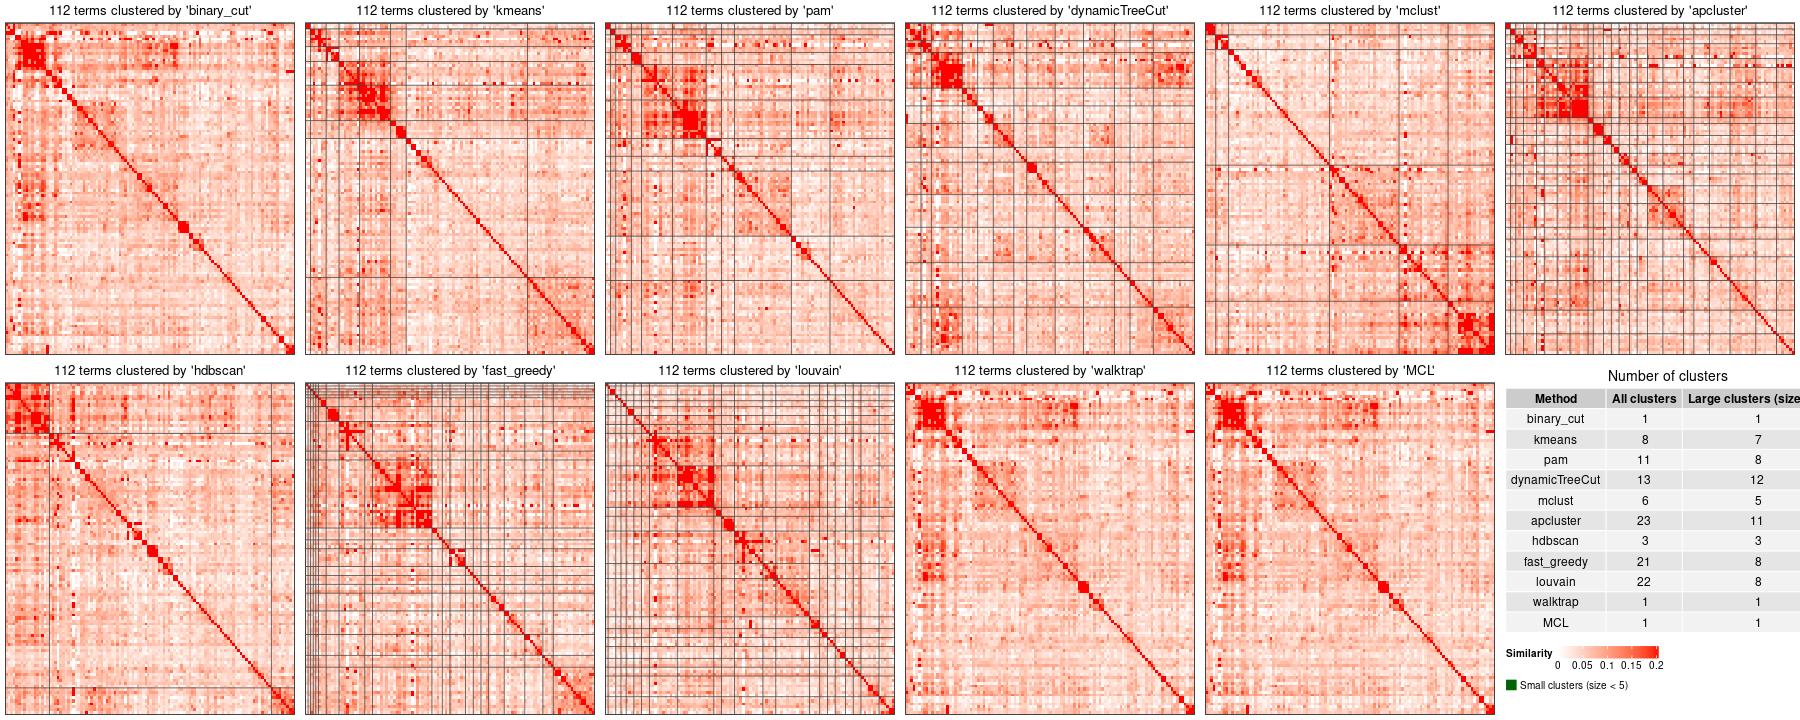 112 terms clustered by 'binary_cut'
112 terms clustered by 'kmeans'
112 terms clustered by 'pam'
112 terms clustered by 'dynamicTreeCut'
112 terms clustered by 'mclust'
112 terms clustered by 'apcluster'
112 terms clustered by 'hdbscan'
112 terms clustered by 'fast_greedy'
112 terms clustered by 'louvain'
112 terms clustered by 'walktrap'
112 terms clustered by 'MCL'
Number of clusters
Method All clusters Large clusters (size
binary_cut 1 1
kmeans 8 7
pam 11 8
dynamicTreeCut 13 12
mclust 6 5
apcluster 23 11
hdbscan 3 3
fast_greedy 21 8
louvain 22 8
walktrap 1 1
MCL 1 1
Similarity
0 0.05 0.1 0.15 0.2
Small clusters (size < 5)